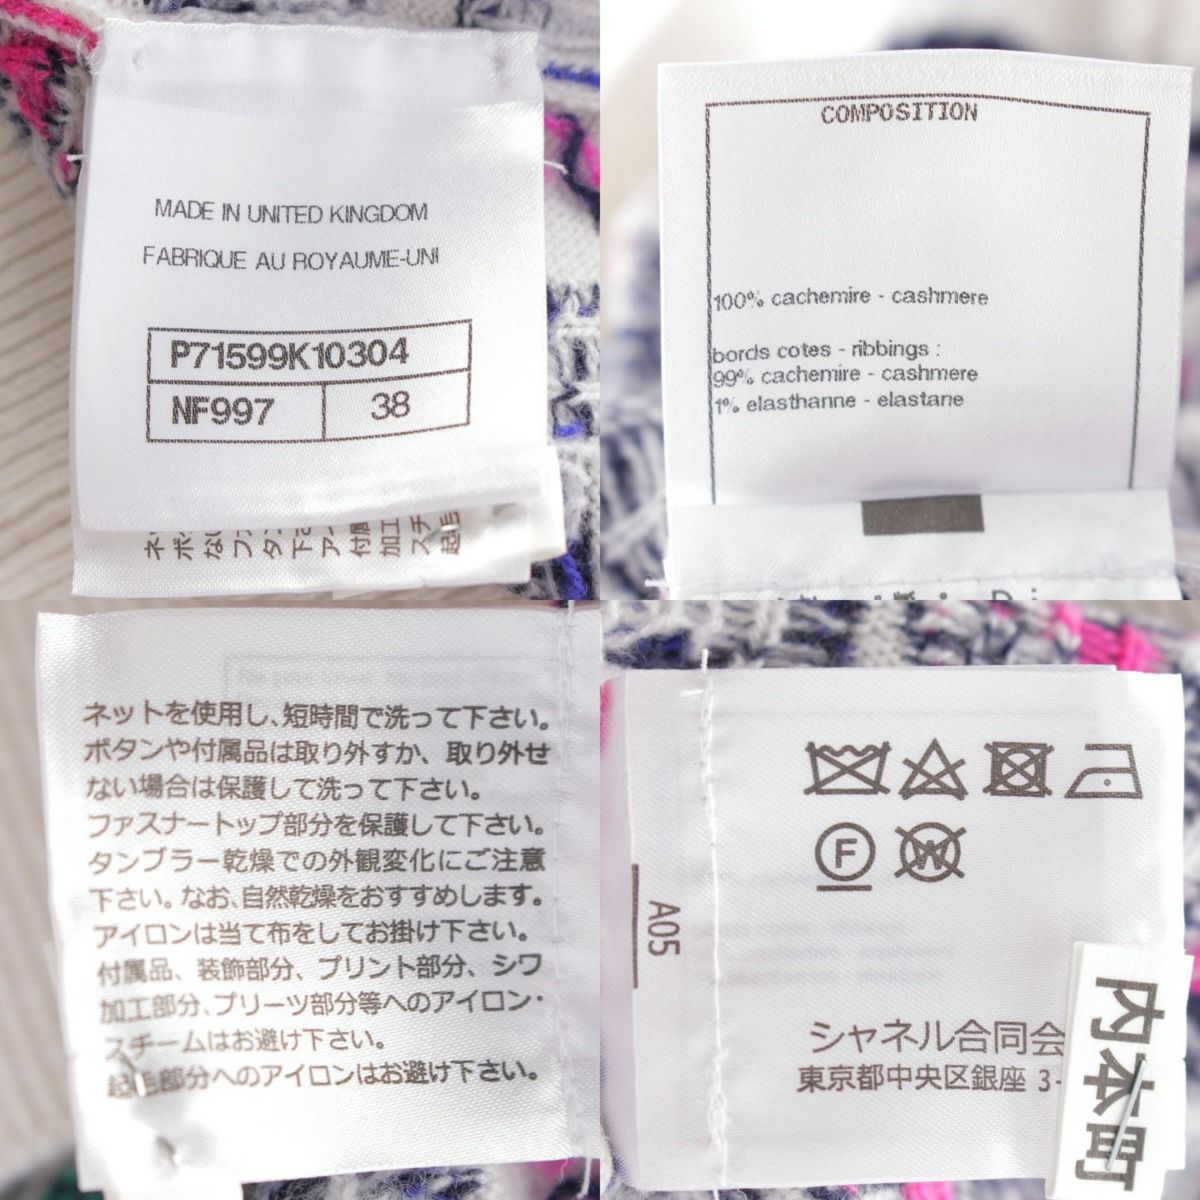 MADE IN UNITED KINGDOM
FABRIQUE AU ROYAUME-UNI
P71599K10304
NF997 38
COMPOSITION
100% cachemire - cashmere
bords cotes - ribbings :
99% cachemire - cashmere
1% elasthanne - elastane
ネットを使用し、短時間で洗って下さい。
ボタンや付属品は取り外すか、取り外せ
ない場合は保護して洗って下さい。
ファスナートップ部分を保護して下さい。
タンブラー乾燥での外観変化にご注意
下さい。なお、自然乾燥をおすすめします。
アイロンは当て布をしてお掛け下さい。
付属品、装飾部分、プリント部分、シワ
加工部分、プリーツ部分等へのアイロン・
スチームはお避け下さい。
起毛部分へのアイロンはお避け下さい。
F
W
A05
シャネル合同会
東京都中央区銀座 3-
内本町